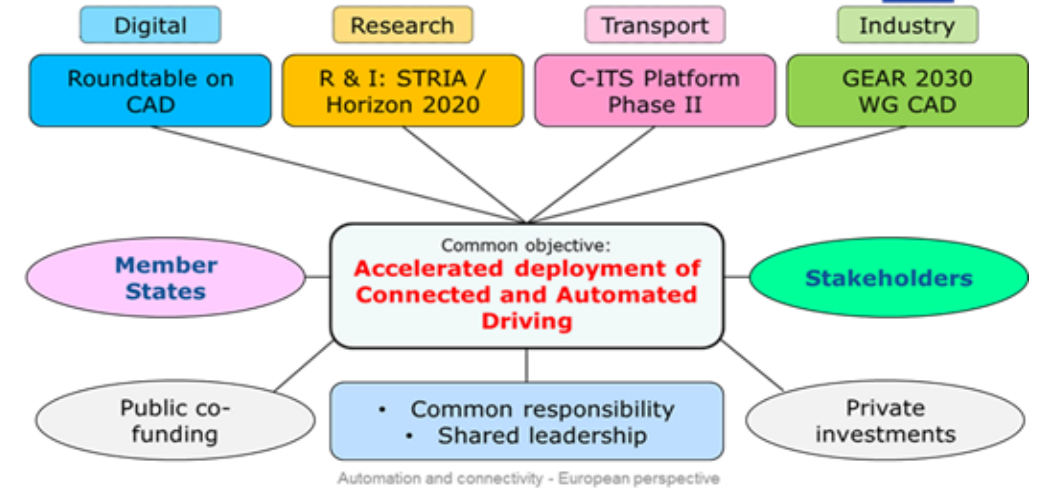 Digital
Research
Transport
Industry
Roundtable on
CAD
R & I: STRIA /
Horizon 2020
C-ITS Platform
Phase II
GEAR 2030
WG CAD
Common objective:
Accelerated deployment of
Connected and Automated
Driving
Member
States
Stakeholders
Public co-
funding
• Common responsibility
• Shared leadership
Private
investments
Automation and connectivity - European perspective